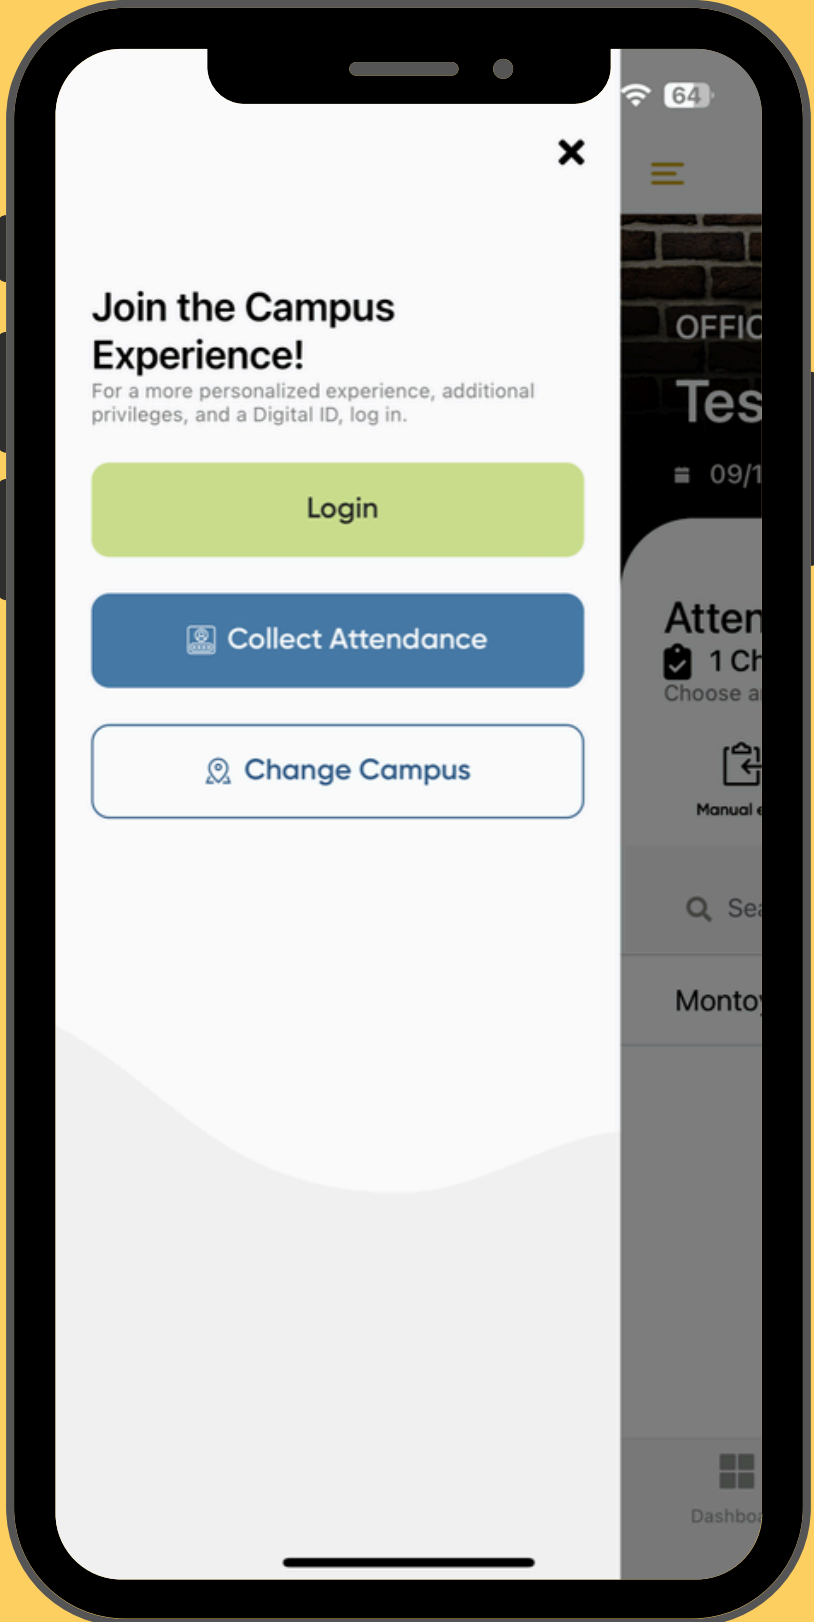 64
Join the Campus
Experience!
For a more personalized experience, additional
privileges, and a Digital ID, log in.
Login
Collect Attendance
Change Campus
OFFIC
Tes
09/1
Atten
1 Ch
Choose a
Manual
Sea
Monto
Dashboa